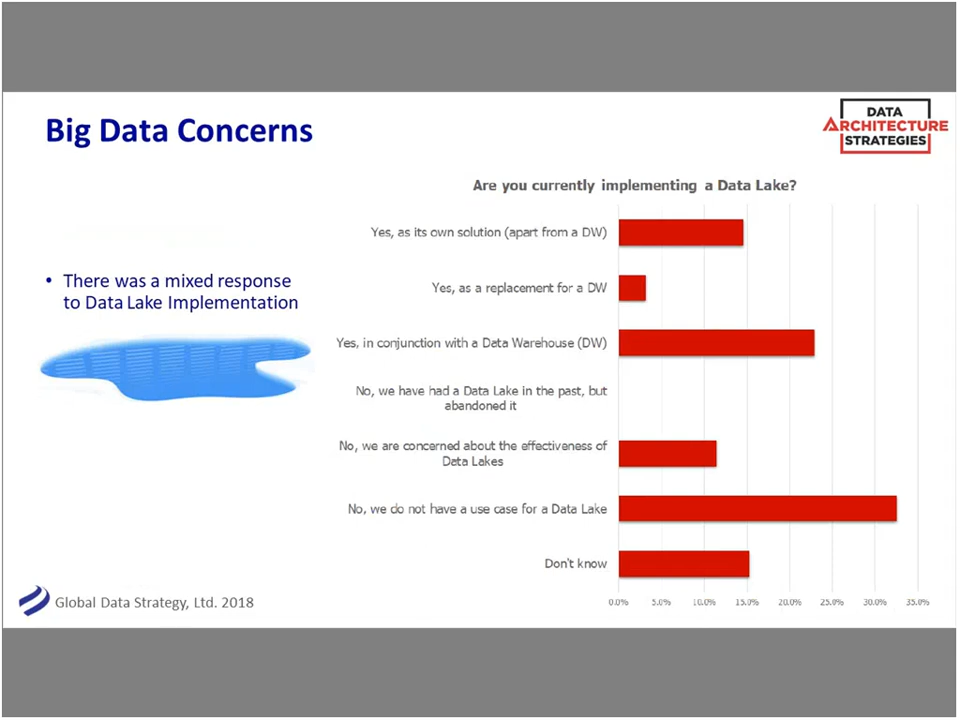 Big Data Concerns
DATA
ARCHITECTURE
STRATEGIES
• There was a mixed response
to Data Lake Implementation
Are you currently implementing a Data Lake?
Yes, as its own solution (apart from a DW)
Yes, as a replacement for a DW
Yes, in conjunction with a Data Warehouse (DW)
No, we have had a Data Lake in the past, but
abandoned it
No, we are concerned about the effectiveness of
Data Lakes
No, we do not have a use case for a Data Lake
Don't know
0.0% 5.0% 10.0% 15.0% 20.0% 25.0% 30.0% 35.0%
Global Data Strategy, Ltd. 2018